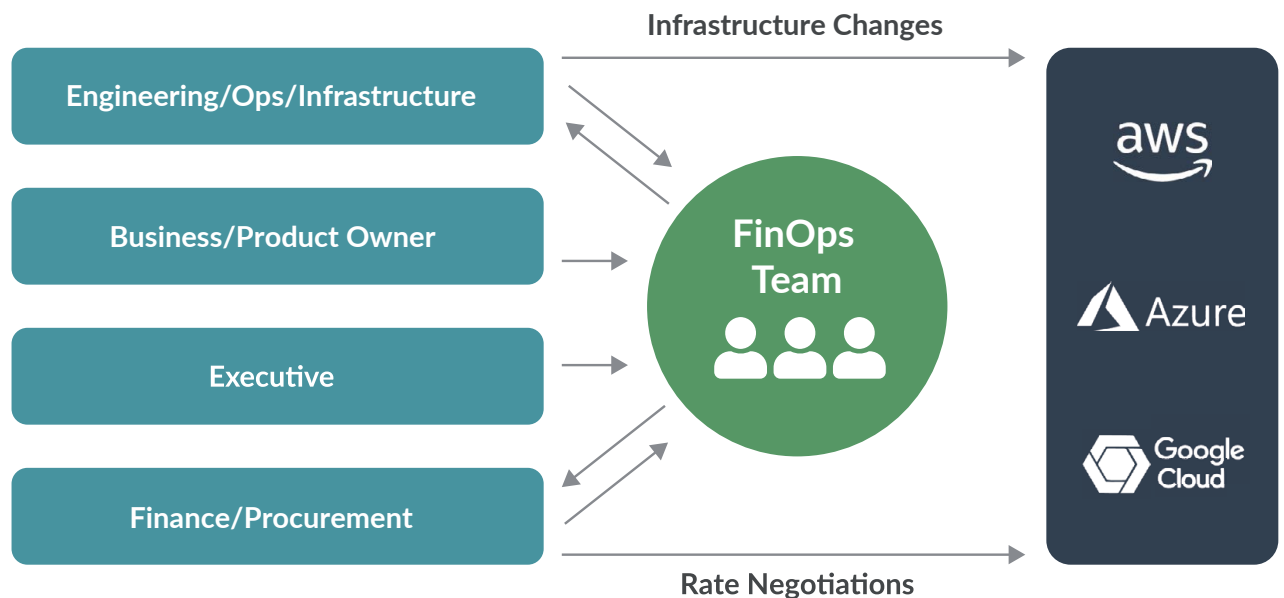 Infrastructure Changes
Engineering/Ops/Infrastructure
Business/Product Owner
Executive
Finance/Procurement
FinOps
Team
aws
Azure
Google
Cloud
Rate Negotiations